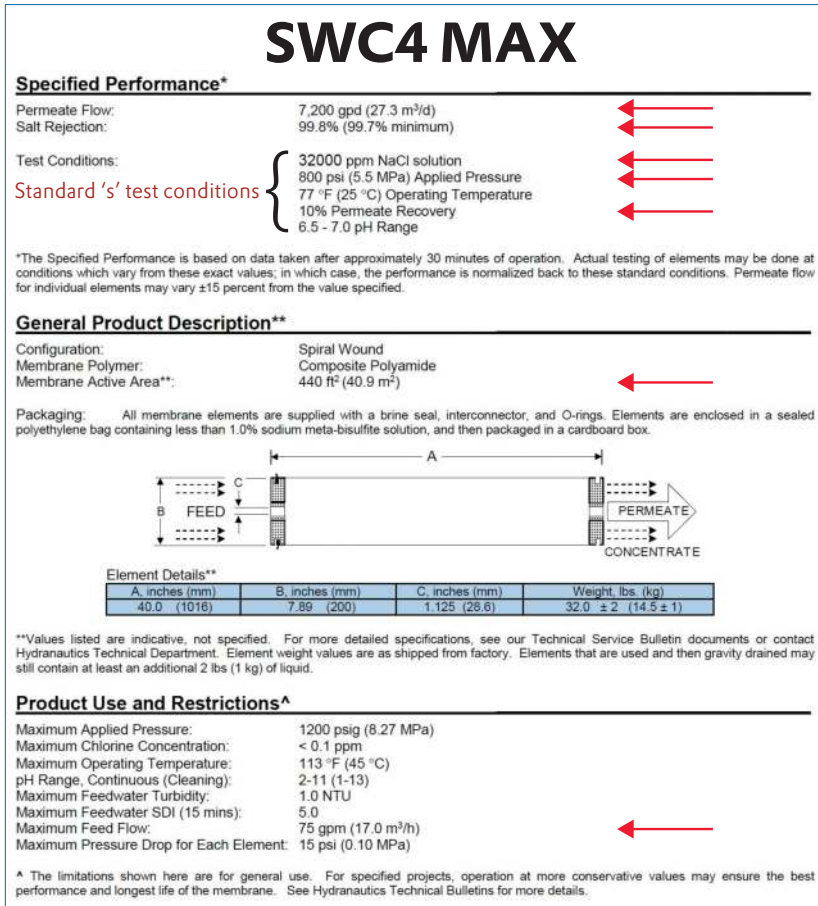 SWC4 MAX
Specified Performance*
Permeate Flow: 7,200 gpd (27.3 m³/d)
Salt Rejection: 99.8% (99.7% minimum)
Test Conditions: 32000 ppm NaCl solution
800 psi (5.5 MPa) Applied Pressure
Standard 's' test conditions
77 °F (25 °C) Operating Temperature
10% Permeate Recovery
6.5 - 7.0 pH Range
*The Specified Performance is based on data taken after approximately 30 minutes of operation. Actual testing of elements may be done at
conditions which vary from these exact values; in which case, the performance is normalized back to these standard conditions. Permeate flow
for individual elements may vary ±15 percent from the value specified.
General Product Description**
Configuration: Spiral Wound
Membrane Polymer: Composite Polyamide
Membrane Active Area**: 440 ft² (40.9 m²)
Packaging: All membrane elements are supplied with a brine seal, interconnector, and O-rings. Elements are enclosed in a sealed
polyethylene bag containing less than 1.0% sodium meta-bisulfite solution, and then packaged in a cardboard box.
A
C
B FEED PERMEATE
CONCENTRATE
Element Details**
A, inches (mm) B, inches (mm) C, inches (mm) Weight, lbs. (kg)
40.0 (1016) 7.89 (200) 1.125 (28.6) 32.0 ± 2 (14.5 ± 1)
**Values listed are indicative, not specified. For more detailed specifications, see our Technical Service Bulletin documents or contact
Hydranautics Technical Department. Element weight values are as shipped from factory. Elements that are used and then gravity drained may
still contain at least an additional 2 lbs (1 kg) of liquid.
Product Use and Restrictions^
Maximum Applied Pressure: 1200 psig (8.27 MPa)
Maximum Chlorine Concentration: < 0.1 ppm
Maximum Operating Temperature: 113 °F (45 °C)
pH Range, Continuous (Cleaning): 2-11 (1-13)
Maximum Feedwater Turbidity: 1.0 NTU
Maximum Feedwater SDI (15 mins): 5.0
Maximum Feed Flow: 75 gpm (17.0 m³/h)
Maximum Pressure Drop for Each Element: 15 psi (0.10 MPa)
^ The limitations shown here are for general use. For specified projects, operation at more conservative values may ensure the best
performance and longest life of the membrane. See Hydranautics Technical Bulletins for more details.